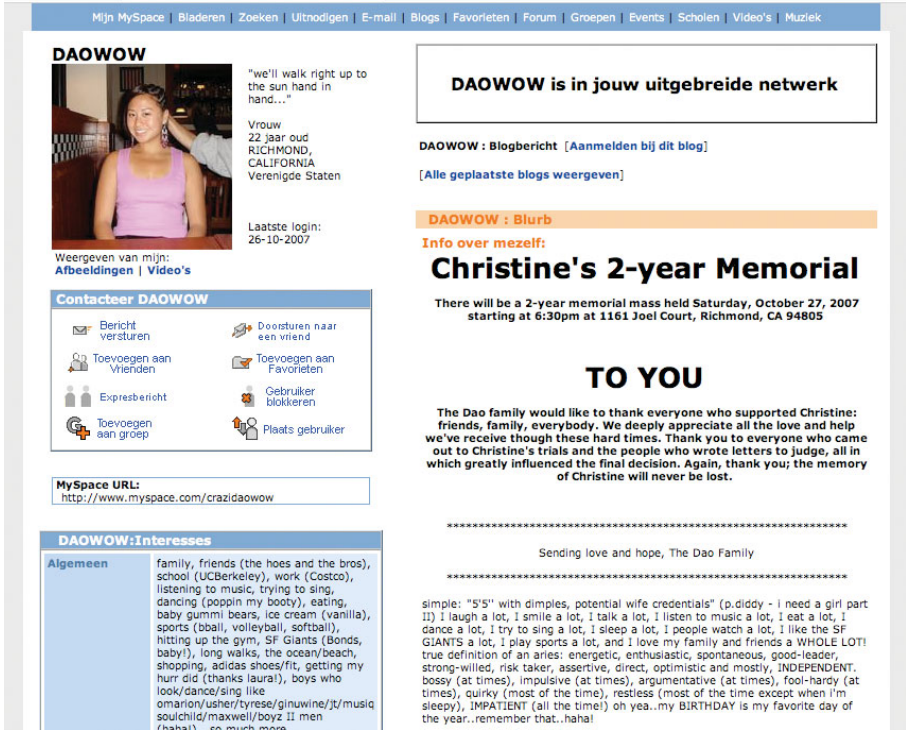 Mijn MySpace | Bladeren | Zoeken | Uitnodigen | E-mail | Blogs | Favorieten | Forum | Groepen | Events | Scholen | Video's | Muziek
DAOWOW
"we'll walk right up to
the sun hand in
hand..."
Vrouw
22 jaar oud
RICHMOND,
CALIFORNIA
Verenigde Staten
Laatste login:
26-10-2007
Weergeven van mijn:
Afbeeldingen | Video's
Contacteer DAOWOW
Bericht
versturen
Doorsturen naar
een vriend
Toevoegen aan
Vrienden
Toevoegen aan
Favorieten
Expresbericht
Gebruiker
blokkeren
Toevoegen
aan groep
Plaats gebruiker
MySpace URL:
http://www.myspace.com/crazidaowow
DAOWOW:Interesses
Algemeen
family, friends (the hoes and the bros),
school (UCBerkeley), work (Costco),
listening to music, trying to sing,
dancing (poppin my booty), eating,
baby gummi bears, ice cream (vanilla),
sports (bball, volleyball, softball),
hitting up the gym, SF Giants (Bonds,
baby!), long walks, the ocean/beach,
shopping, adidas shoes/fit, getting my
hurr did (thanks laura!), boys who
look/dance/sing like
omarion/usher/tyrese/ginuwine/jt/musiq
soulchild/maxwell/boyz II men
(haha!)...so much more
DAOWOW is in jouw uitgebreide netwerk
DAOWOW : Blogbericht [Aanmelden bij dit blog]
[Alle geplaatste blogs weergeven]
DAOWOW : Blurb
Info over mezelf:
Christine's 2-year Memorial
There will be a 2-year memorial mass held Saturday, October 27, 2007
starting at 6:30pm at 1161 Joel Court, Richmond, CA 94805
TO YOU
The Dao family would like to thank everyone who supported Christine:
friends, family, everybody. We deeply appreciate all the love and help
we've receive though these hard times. Thank you to everyone who came
out to Christine's trials and the people who wrote letters to judge, all in
which greatly influenced the final decision. Again, thank you; the memory
of Christine will never be lost.
***************************************************************
Sending love and hope, The Dao Family
***************************************************************
simple: "5'5'' with dimples, potential wife credentials" (p.diddy - i need a girl part
II) I laugh a lot, I smile a lot, I talk a lot, I listen to music a lot, I eat a lot, I
dance a lot, I try to sing a lot, I sleep a lot, I people watch a lot, I like the SF
GIANTS a lot, I play sports a lot, and I love my family and friends a WHOLE LOT!
true definition of an aries: energetic, enthusiastic, spontaneous, good-leader,
strong-willed, risk taker, assertive, direct, optimistic and mostly, INDEPENDENT.
bossy (at times), impulsive (at times), argumentative (at times), fool-hardy (at
times), quirky (most of the time), restless (most of the time except when i'm
sleepy), IMPATIENT (all the time!) oh yea..my BIRTHDAY is my favorite day of
the year..remember that..haha!